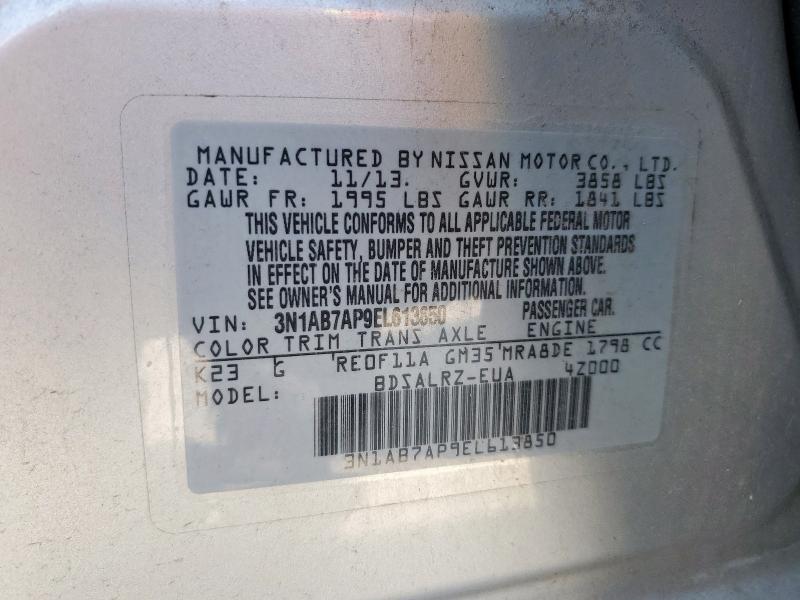 MANUFACTURED BY NISSAN MOTOR CO., LTD.
DATE: 11/13. GVWR: 3858 LBS
GAWR FR: 1995 LBS GAWR RR: 1841 LBS
THIS VEHICLE CONFORMS TO ALL APPLICABLE FEDERAL MOTOR
VEHICLE SAFETY, BUMPER AND THEFT PREVENTION STANDARDS
IN EFFECT ON THE DATE OF MANUFACTURE SHOWN ABOVE.
SEE OWNER'S MANUAL FOR ADDITIONAL INFORMATION.
VIN: 3N1AB7AP9EL613850 PASSENGER CAR.
COLOR TRIM TRANS AXLE ENGINE
K23 G RE0F11A GM35 MRA8DE 1798 CC
MODEL: BDSALRZ-EUA 4Z000
3N1AB7AP9EL613850